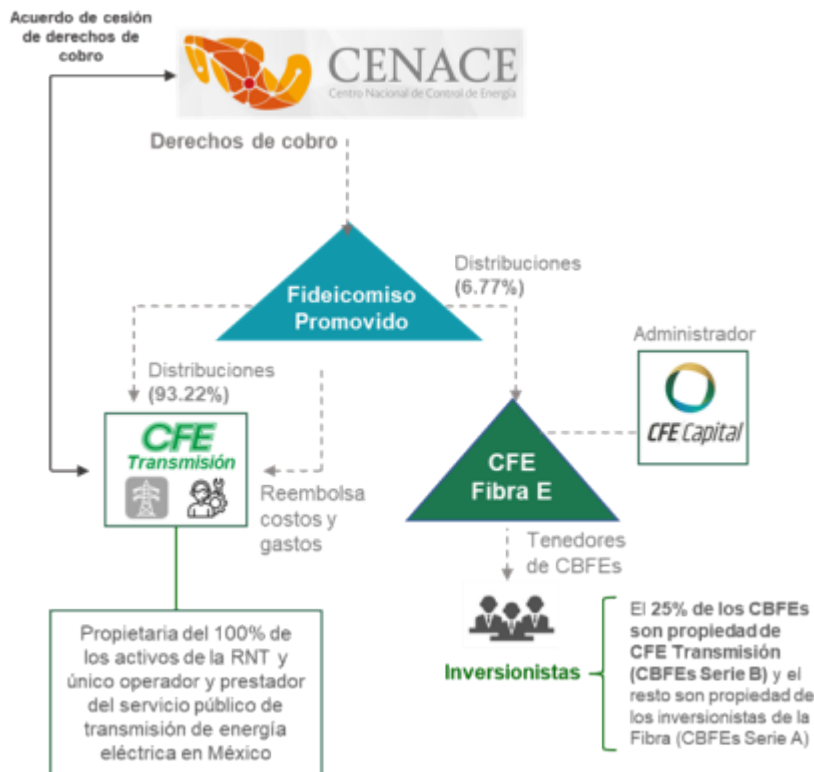 Acuerdo de cesión
de derechos de
cobro
CENACE
Centro Nacional de Control de Energía
Derechos de cobro
Distribuciones
(6.77%)
Fideicomiso
Promovido
Administrador
Distribuciones
(93.22%)
CFE Capital
CFE
Transmisión
CFE
Fibra E
Reembolsa
costos y
gastos
Tenedores
de CBFEs
Propietaria del 100% de
los activos de la RNT y
único operador y prestador
del servicio público de
transmisión de energía
eléctrica en México
Inversionistas
El 25% de los CBFEs
son propiedad de
CFE Transmisión
(CBFEs Serie B) y el
resto son propiedad de
los inversionistas de la
Fibra (CBFEs Serie A)